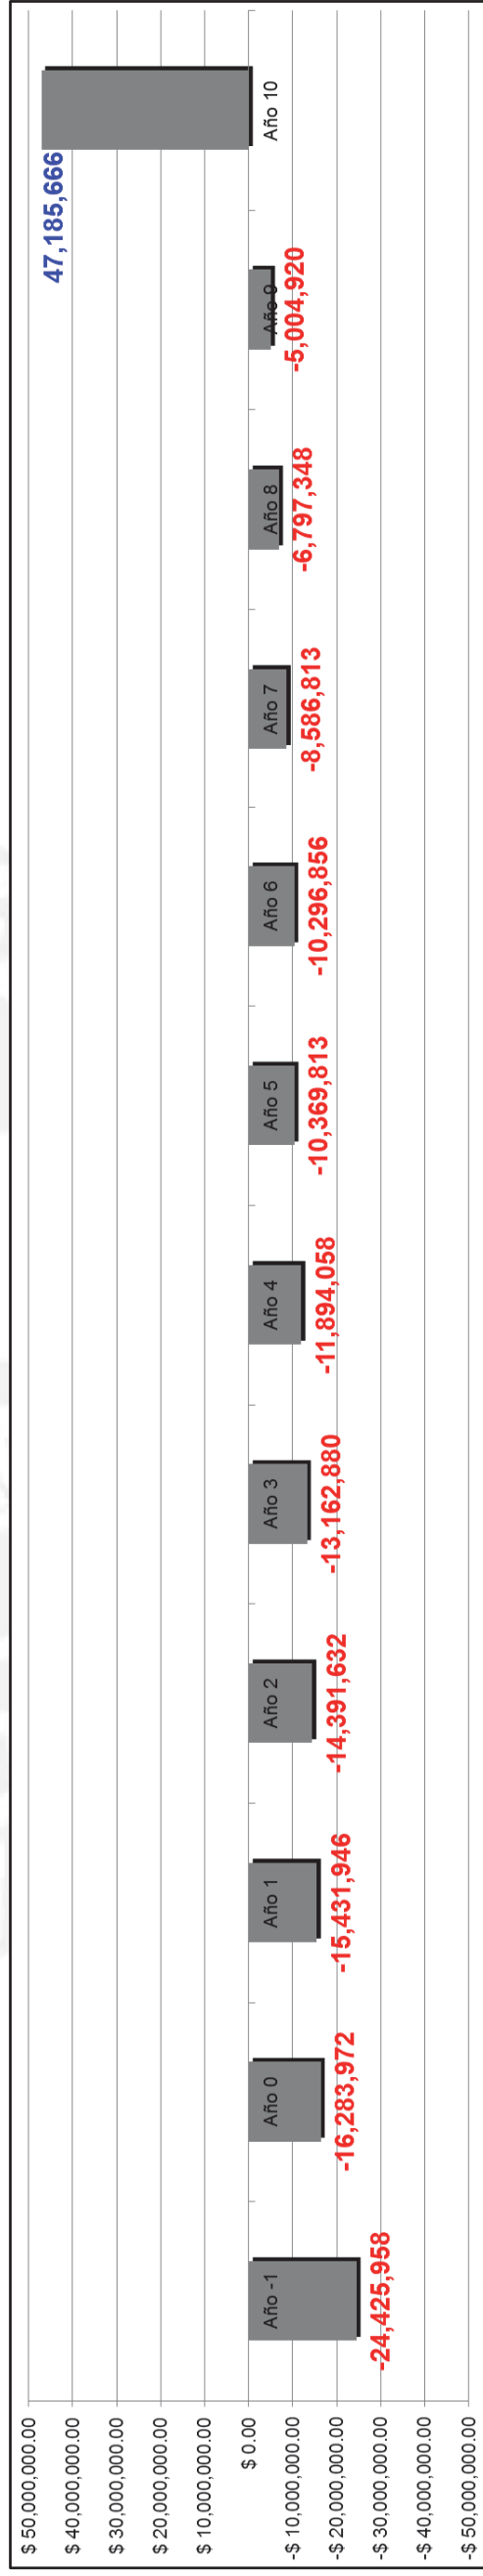 $ 50,000,000.00
$ 40,000,000.00
$ 30,000,000.00
$ 20,000,000.00
$ 10,000,000.00
$ 0.00
-$ 10,000,000.00
-$ 20,000,000.00
-$ 30,000,000.00
-$ 40,000,000.00
-$ 50,000,000.00
Año -1
-24,425,958
Año 0
-16,283,972
Año 1
-15,431,946
Año 2
-14,391,632
Año 3
-13,162,880
Año 4
-11,894,058
Año 5
-10,369,813
Año 6
-10,296,856
Año 7
-8,586,813
Año 8
-6,797,348
Año 9
-5,004,920
Año 10
47,185,666